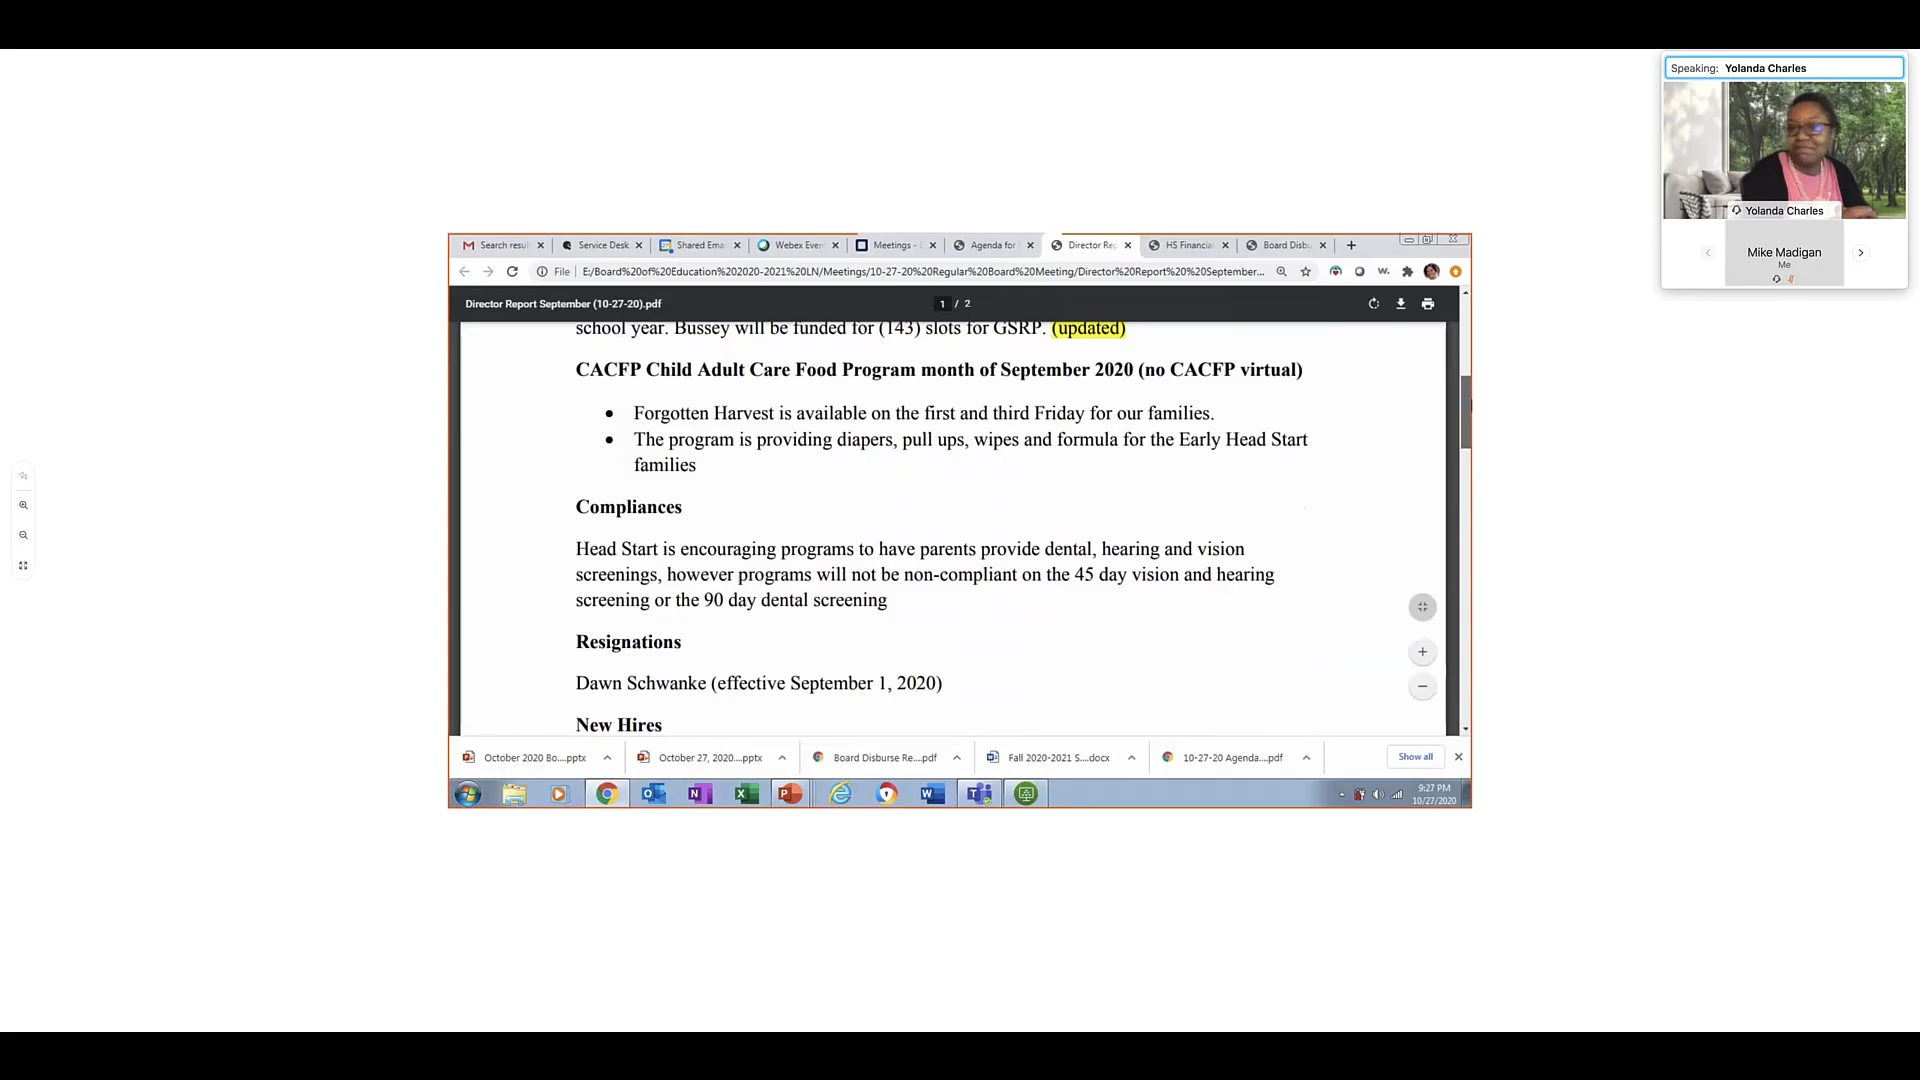 Speaking: Yolanda Charles
Yolanda Charles
Mike Madigan
Me
Search resu
Service Desk
Shared Ema
Webex Even
Meetings -
Agenda for
Director Rep
HS Financia
Board Disbu
File E:/Board%20of%20Education%202020-2021%20LN/Meetings/10-27-20%20Regular%20Board%20Meeting/Director%20Report%20%20September...
Director Report September (10-27-20).pdf
1 / 2
school year. Bussey will be funded for (143) slots for GSRP. (updated)
CACFP Child Adult Care Food Program month of September 2020 (no CACFP virtual)
• Forgotten Harvest is available on the first and third Friday for our families.
• The program is providing diapers, pull ups, wipes and formula for the Early Head Start
families
Compliances
Head Start is encouraging programs to have parents provide dental, hearing and vision
screenings, however programs will not be non-compliant on the 45 day vision and hearing
screening or the 90 day dental screening
Resignations
Dawn Schwanke (effective September 1, 2020)
New Hires
October 2020 Bo....pptx
October 27, 2020....pptx
Board Disburse Re....pdf
Fall 2020-2021 S....docx
10-27-20 Agenda....pdf
Show all
9:27 PM
10/27/2020